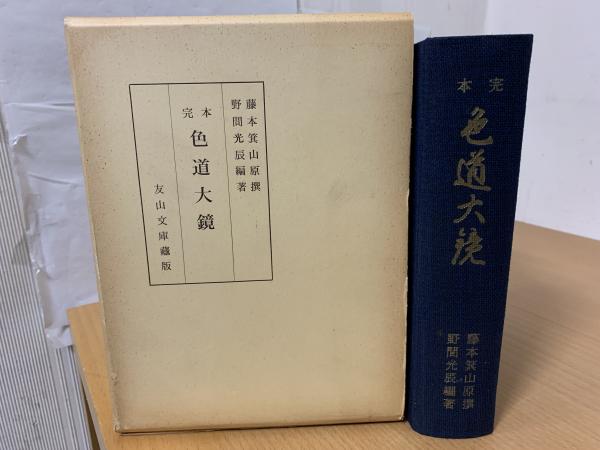 藤本箕山原撰
野間光辰編著
完本
色道大鏡
友山文庫藏版
完本
色道大鏡
藤本箕山原撰
野間光辰編著